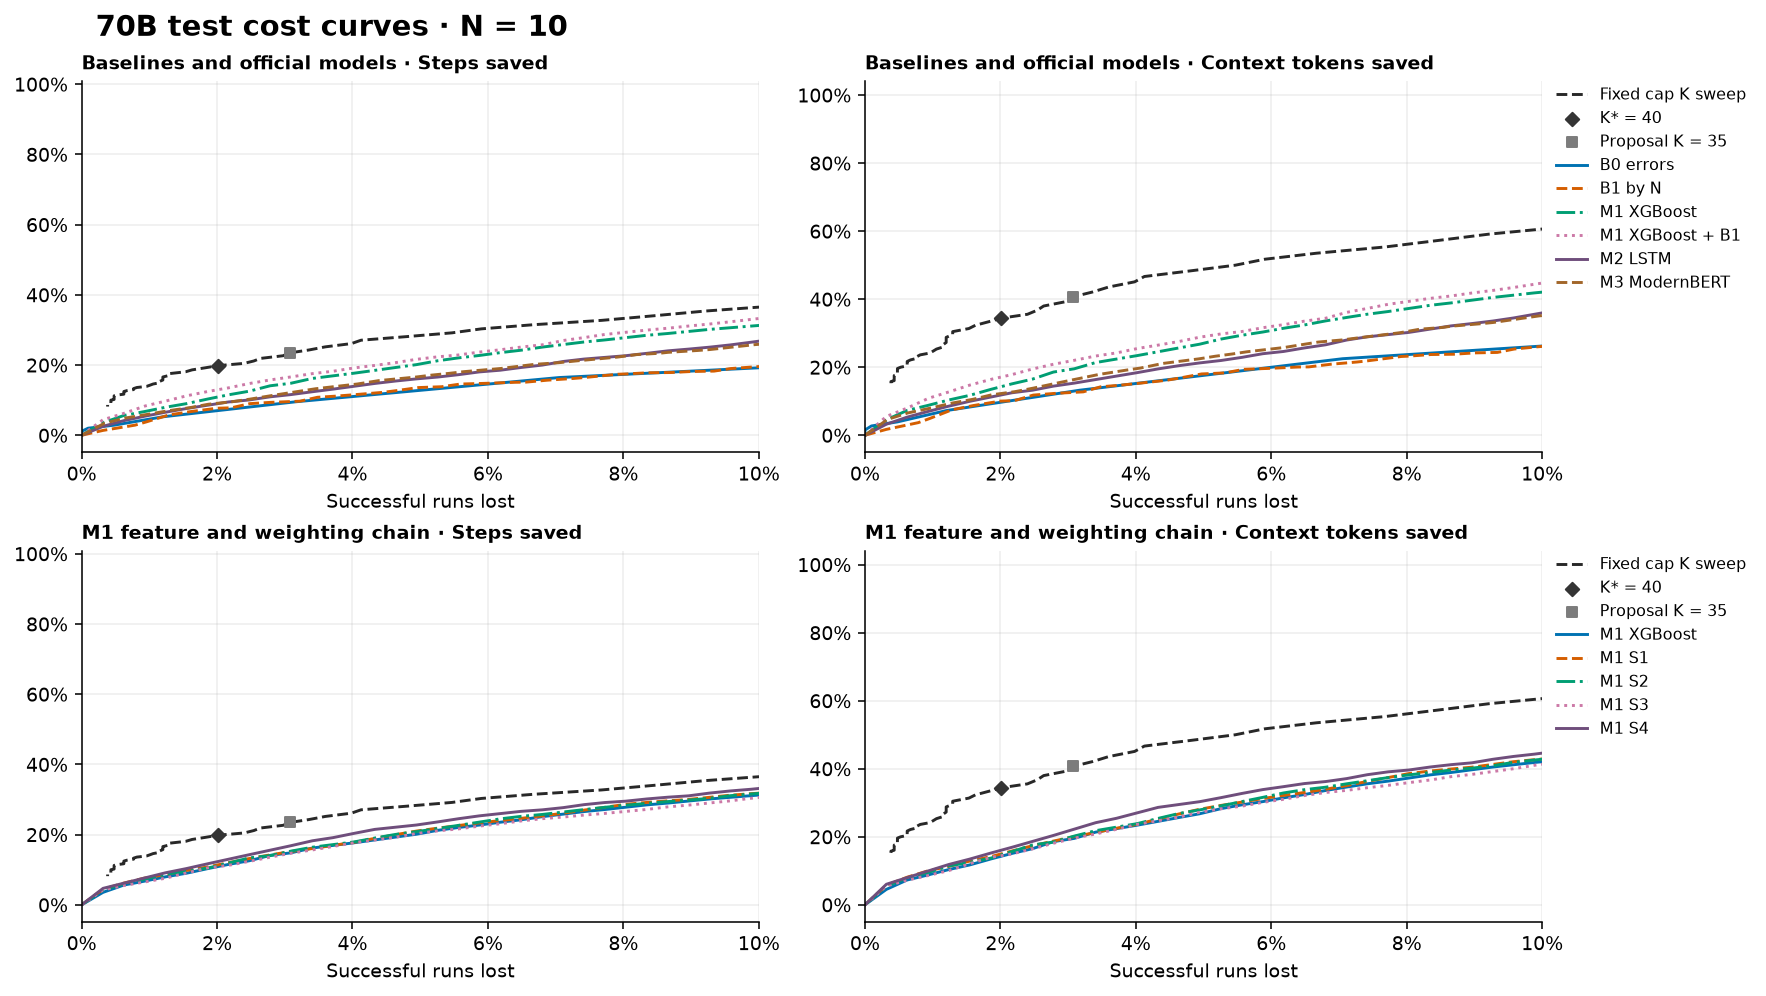 70B test cost curves · N = 10
Baselines and official models · Steps saved
100%
80%
60%
40%
20%
0%
0%
2%
4%
6%
8%
10%
Successful runs lost
Baselines and official models · Context tokens saved
100%
80%
60%
40%
20%
0%
0%
2%
4%
6%
8%
10%
Successful runs lost
Fixed cap K sweep
K* = 40
Proposal K = 35
B0 errors
B1 by N
M1 XGBoost
M1 XGBoost + B1
M2 LSTM
M3 ModernBERT
M1 feature and weighting chain · Steps saved
100%
80%
60%
40%
20%
0%
0%
2%
4%
6%
8%
10%
Successful runs lost
M1 feature and weighting chain · Context tokens saved
100%
80%
60%
40%
20%
0%
0%
2%
4%
6%
8%
10%
Successful runs lost
Fixed cap K sweep
K* = 40
Proposal K = 35
M1 XGBoost
M1 S1
M1 S2
M1 S3
M1 S4